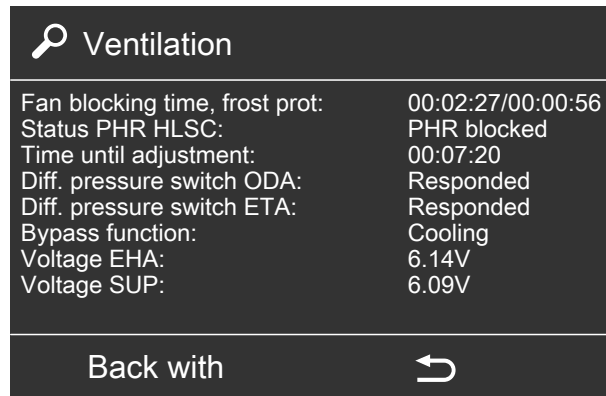 Ventilation
Fan blocking time, frost prot: 00:02:27/00:00:56
Status PHR HLSC: PHR blocked
Time until adjustment: 00:07:20
Diff. pressure switch ODA: Responded
Diff. pressure switch ETA: Responded
Bypass function: Cooling
Voltage EHA: 6.14V
Voltage SUP: 6.09V
Back with